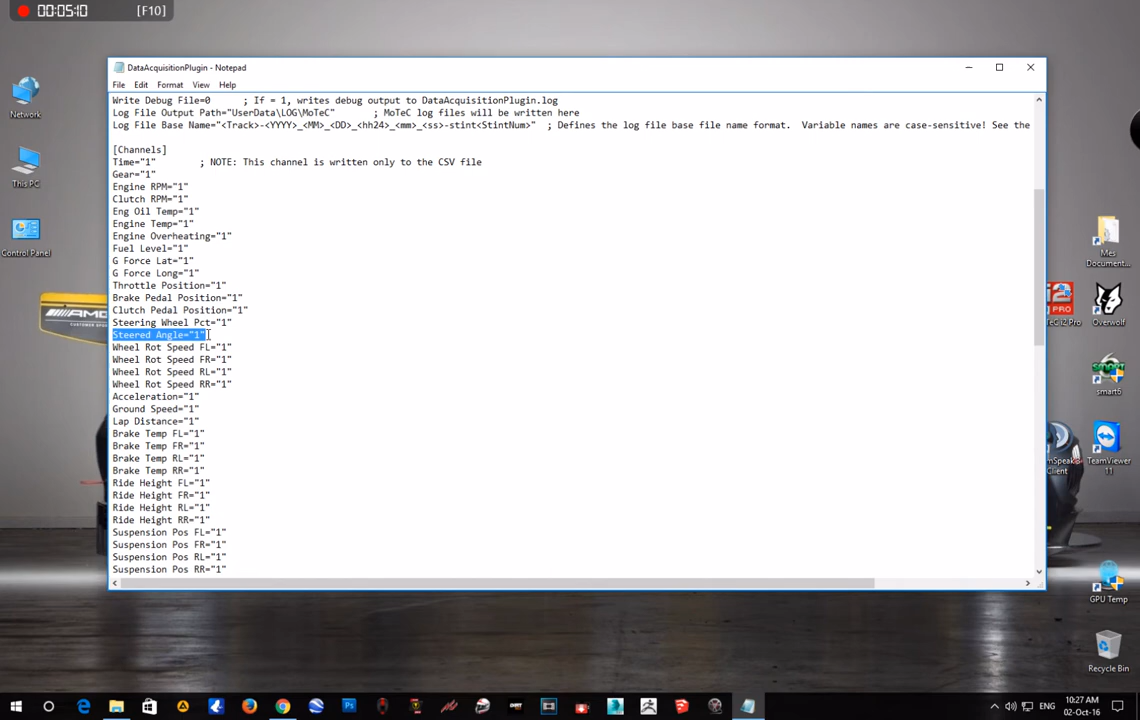 00:05:10 [F10]
DataAcquisitionPlugin - Notepad
File Edit Format View Help
Write Debug File=0 ; If = 1, writes debug output to DataAcquisitionPlugin.log
Log File Output Path="UserData\LOG\MoTeC" ; MoTeC log files will be written here
Log File Base Name="<Track>-<YYYY>_<MM>_<DD>_<hh24>_<mm>_<ss>-stint<StintNum>" ; Defines the log file base file name format. Variable names are case-sensitive! See the
[Channels]
Time="1" ; NOTE: This channel is written only to the CSV file
Gear="1"
Engine RPM="1"
Clutch RPM="1"
Eng Oil Temp="1"
Engine Temp="1"
Engine Overheating="1"
Fuel Level="1"
G Force Lat="1"
G Force Long="1"
Throttle Position="1"
Brake Pedal Position="1"
Clutch Pedal Position="1"
Steering Wheel Pct="1"
Steered Angle="1"
Wheel Rot Speed FL="1"
Wheel Rot Speed FR="1"
Wheel Rot Speed RL="1"
Wheel Rot Speed RR="1"
Acceleration="1"
Ground Speed="1"
Lap Distance="1"
Brake Temp FL="1"
Brake Temp FR="1"
Brake Temp RL="1"
Brake Temp RR="1"
Ride Height FL="1"
Ride Height FR="1"
Ride Height RL="1"
Ride Height RR="1"
Suspension Pos FL="1"
Suspension Pos FR="1"
Suspension Pos RL="1"
Suspension Pos RR="1"
Network
This PC
Control Panel
AMD
Mes
Document...
PRO
i2 Pro
Overwolf
smart6
Client
TeamViewer
11
GPU Temp
Recycle Bin
ENG
10:27 AM
02-Oct-16